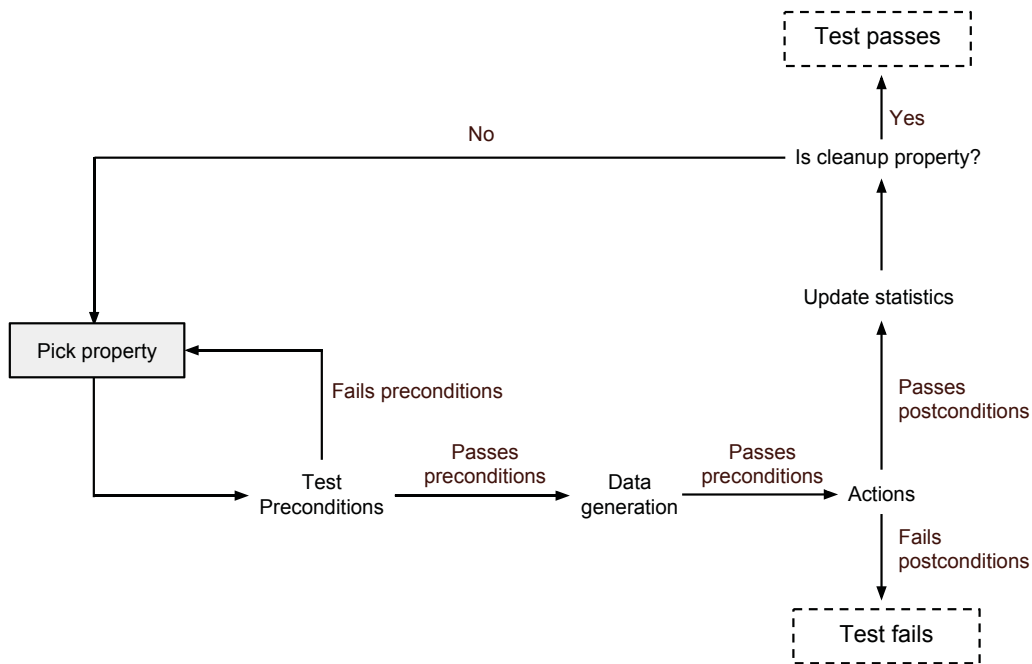 Test passes
Yes
No
Is cleanup property?
Update statistics
Pick property
Fails preconditions
Passes
postconditions
Passes
preconditions
Passes
preconditions
Test
Preconditions
Data
generation
Actions
Fails
postconditions
Test fails